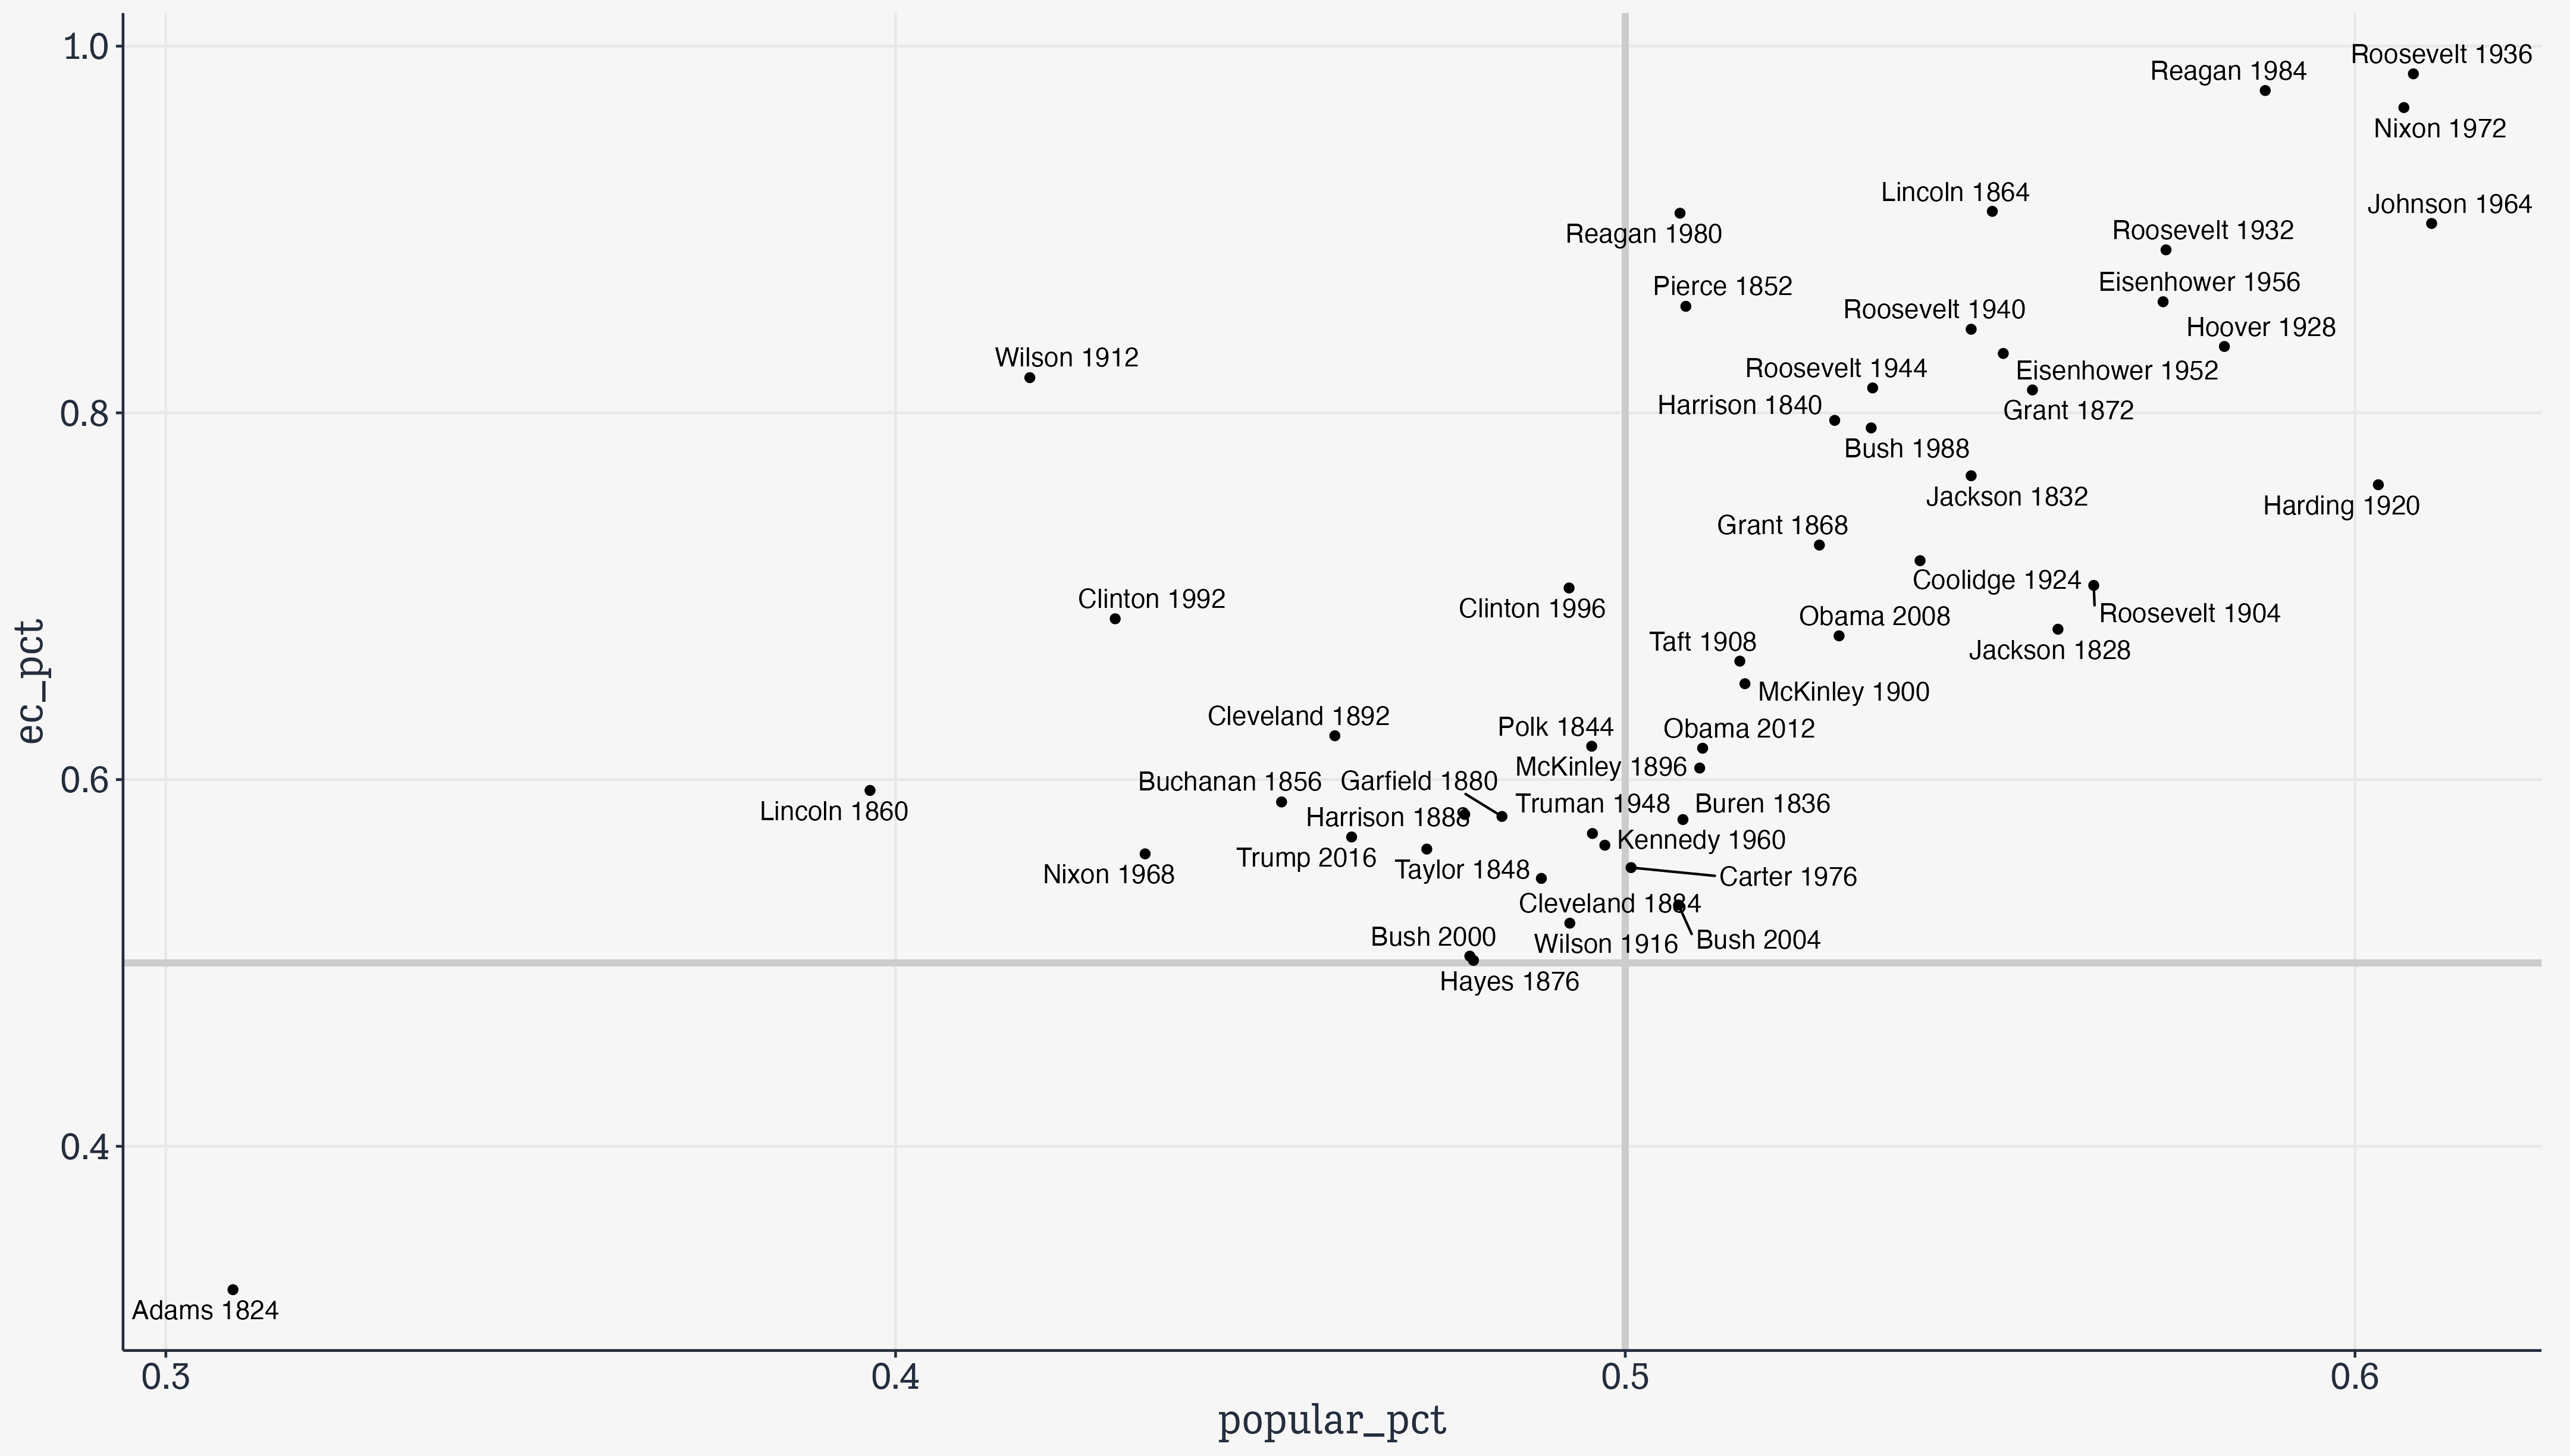 1.0
Roosevelt 1936
Reagan 1984
Nixon 1972
Lincoln 1864
Johnson 1964
Reagan 1980
Roosevelt 1932
Pierce 1852
Eisenhower 1956
Roosevelt 1940
Hoover 1928
Wilson 1912
Roosevelt 1944
Eisenhower 1952
Harrison 1840
Grant 1872
0.8
Bush 1988
Jackson 1832
Harding 1920
Grant 1868
Coolidge 1924
Clinton 1992
Clinton 1996
Roosevelt 1904
Obama 2008
Taft 1908
Jackson 1828
McKinley 1900
ec_pct
Cleveland 1892
Polk 1844
Obama 2012
McKinley 1896
0.6
Buchanan 1856
Garfield 1880
Truman 1948
Buren 1836
Lincoln 1860
Harrison 1888
Kennedy 1960
Trump 2016
Taylor 1848
Nixon 1968
Carter 1976
Cleveland 1884
Bush 2000
Wilson 1916
Bush 2004
Hayes 1876
0.4
Adams 1824
0.3
0.4
0.5
0.6
popular_pct